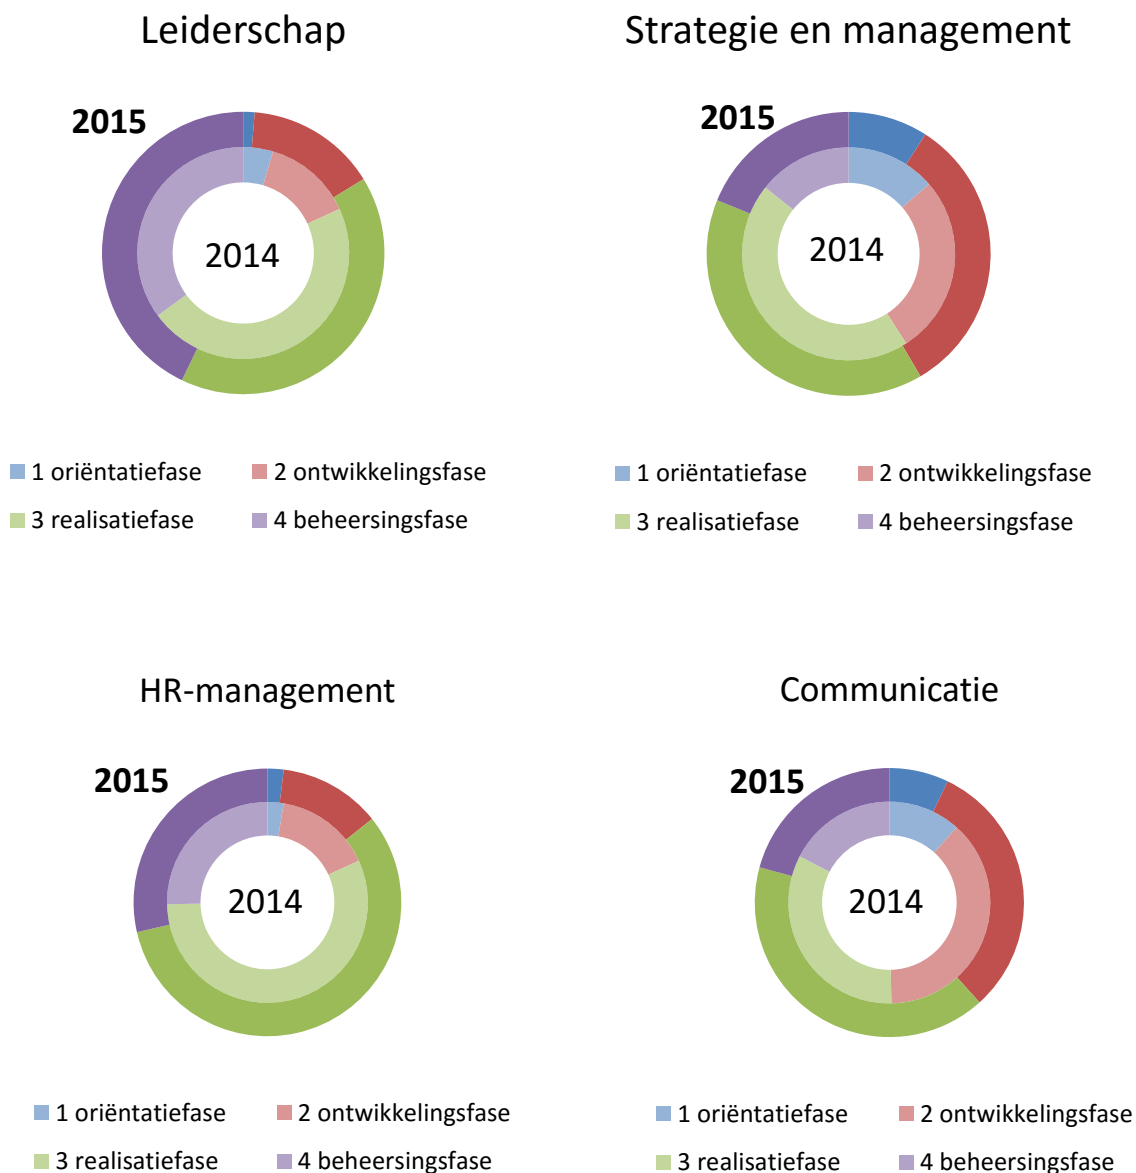 Leiderschap
2015
2014
1 oriëntatiefase
2 ontwikkelingsfase
3 realisatiefase
4 beheersingsfase
Strategie en management
2015
2014
1 oriëntatiefase
2 ontwikkelingsfase
3 realisatiefase
4 beheersingsfase
HR-management
2015
2014
1 oriëntatiefase
2 ontwikkelingsfase
3 realisatiefase
4 beheersingsfase
Communicatie
2015
2014
1 oriëntatiefase
2 ontwikkelingsfase
3 realisatiefase
4 beheersingsfase